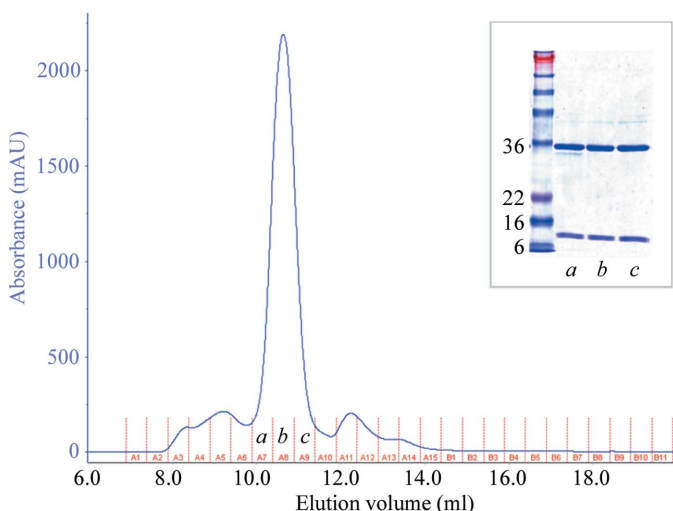 2000
1500
1000
500
0
Absorbance (mAU)
a b c
A1 A2 A3 A4 A5 A6 A7 A8 A9 A10 A11 A12 A13 A14 A15 B1 B2 B3 B4 B5 B6 B7 B8 B9 B10 B11
6.0 8.0 10.0 12.0 14.0 16.0 18.0
Elution volume (ml)
36
22
16
6
a b c